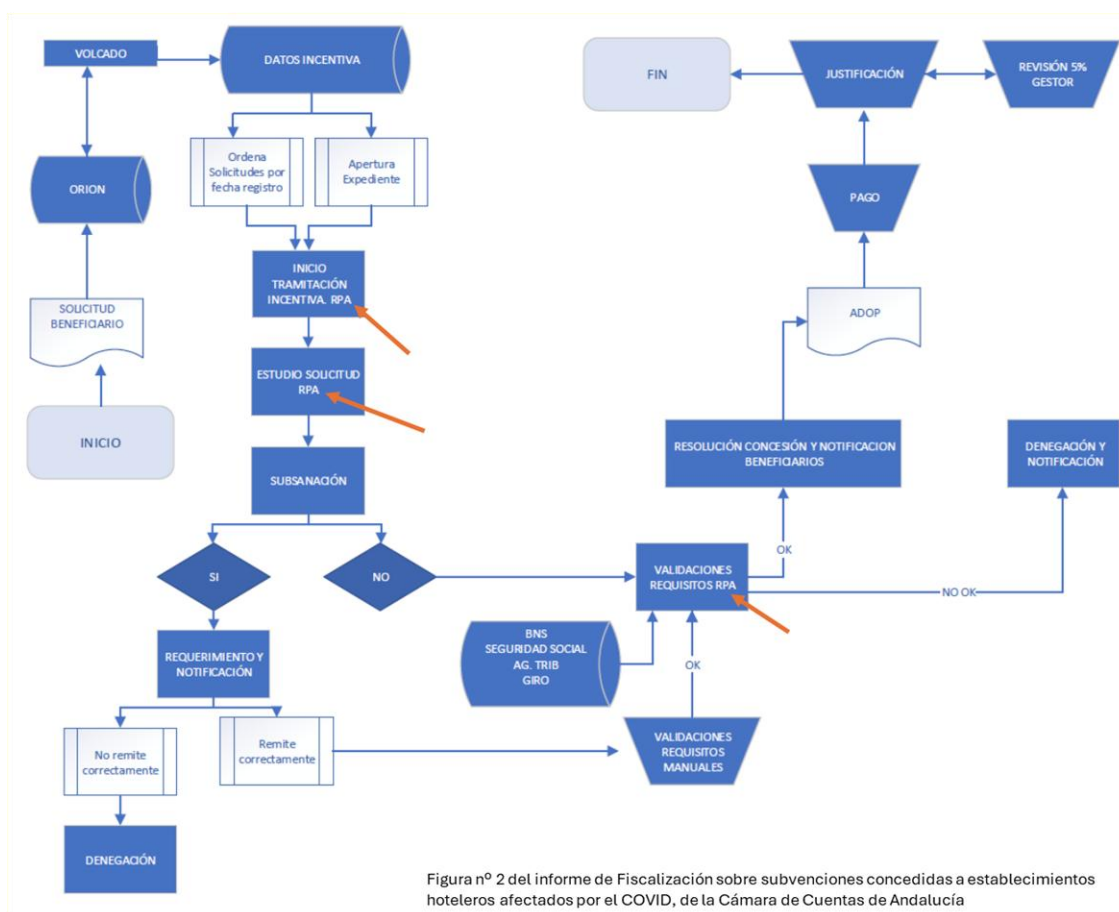 VOLCADO
DATOS INCENTIVA
ORION
Ordena
Solicitudes por
fecha registro
Apertura
Expediente
SOLICITUD
BENEFICIARIO
INICIO
INICIO
TRAMITACIÓN
INCENTIVA. RPA
ESTUDIO SOLICITUD
RPA
SUBSANACIÓN
SI
NO
REQUERIMIENTO Y
NOTIFICACIÓN
No remite
correctamente
Remite
correctamente
DENEGACIÓN
FIN
JUSTIFICACIÓN
REVISIÓN 5%
GESTOR
PAGO
ADOP
RESOLUCIÓN CONCESIÓN Y NOTIFICACION
BENEFICIARIOS
DENEGACIÓN Y
NOTIFICACIÓN
OK
VALIDACIONES
REQUISITOS RPA
NO OK
BNS
SEGURIDAD SOCIAL
AG. TRIB
GIRO
OK
VALIDACIONES
REQUISITOS
MANUALES
Figura nº 2 del informe de Fiscalización sobre subvenciones concedidas a establecimientos
hoteleros afectados por el COVID, de la Cámara de Cuentas de Andalucía